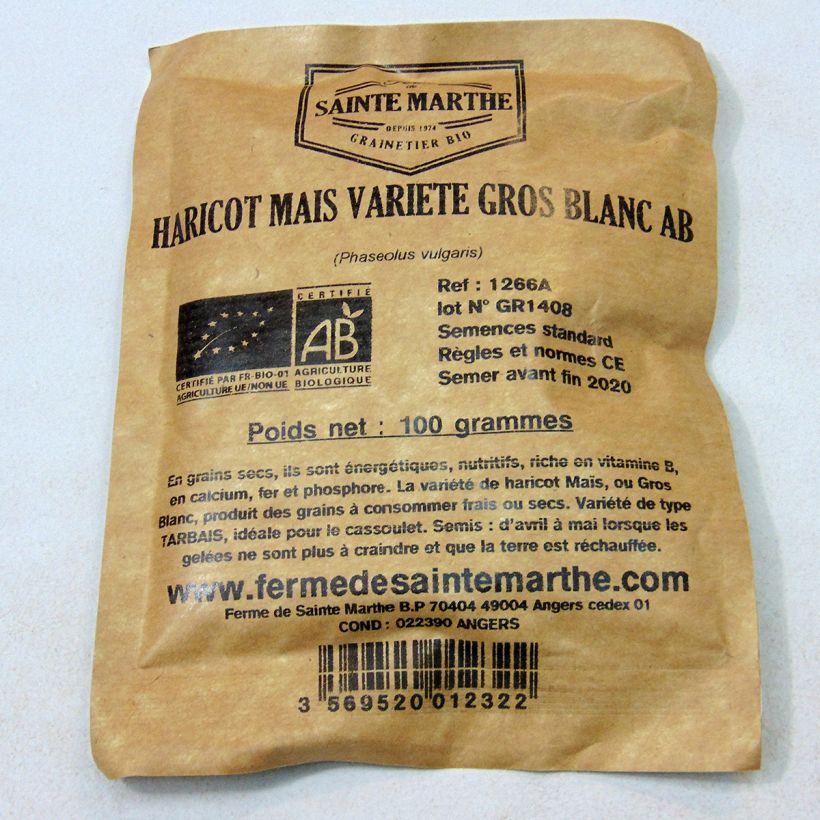 SAINTE MARTHE
DEPUIS 1974
GRAINETIER BIO
HARICOT MAIS VARIETE GROS BLANC AB
(Phaseolus vulgaris)
CERTIFIÉ
AB
AGRICULTURE
BIOLOGIQUE
CERTIFIÉ PAR FR-BIO-01
AGRICULTURE UE/NON UE
Ref : 1266A
lot N° GR1408
Semences standard
Règles et normes CE
Semer avant fin 2020
Poids net : 100 grammes
En grains secs, ils sont énergétiques, nutritifs, riche en vitamine B,
en calcium, fer et phosphore. La variété de haricot Maïs, ou Gros
Blanc, produit des grains à consommer frais ou secs. Variété de type
TARBAIS, idéale pour le cassoulet. Semis : d'avril à mai lorsque les
gelées ne sont plus à craindre et que la terre est réchauffée.
www.fermedesaintemarthe.com
Ferme de Sainte Marthe B.P 70404 49004 Angers cedex 01
COND : 022390 ANGERS
3 569520 012322